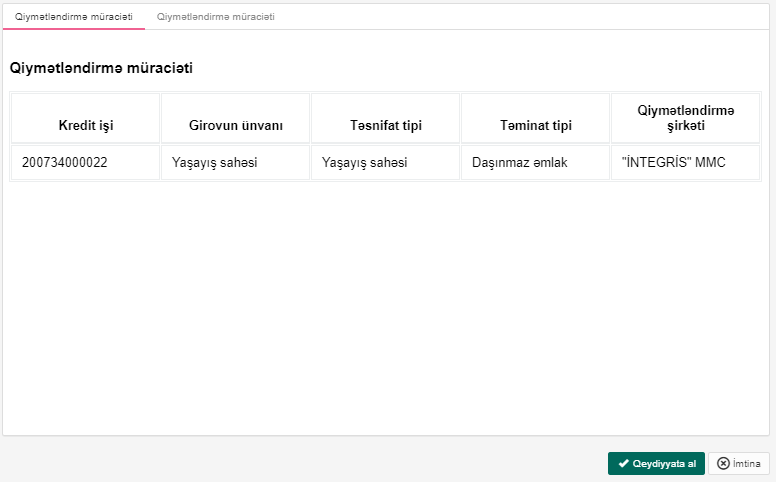 Qiymətləndirmə müraciəti Qiymətləndirmə müraciəti
Qiymətləndirmə müraciəti
Kredit işi Girovun ünvanı Təsnifat tipi Təminat tipi Qiymətləndirmə şirkəti
200734000022 Yaşayış sahəsi Yaşayış sahəsi Daşınmaz əmlak "İNTEGRİS" MMC
Qeydiyyata al İmtina